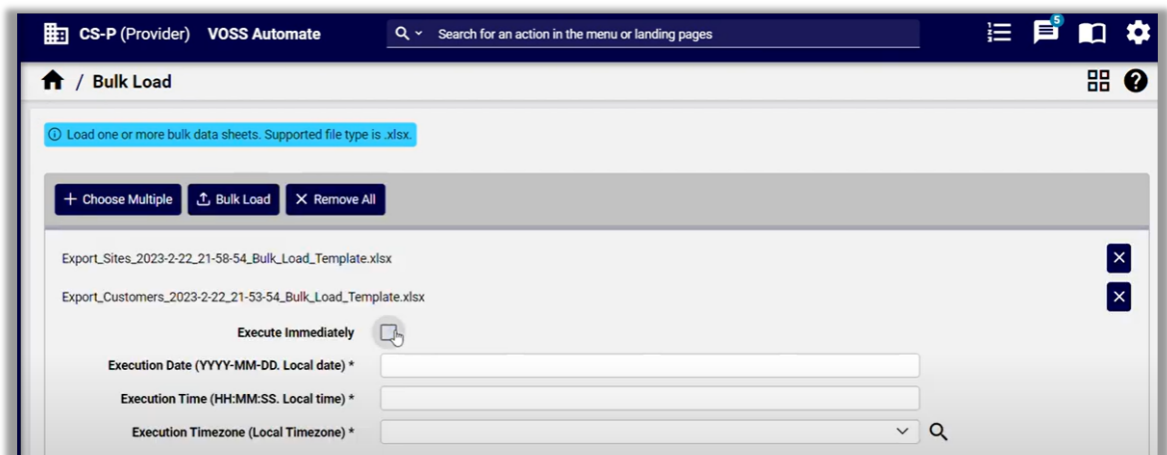 CS-P (Provider) VOSS Automate Search for an action in the menu or landing pages 5
/ Bulk Load
Load one or more bulk data sheets. Supported file type is .xlsx.
Choose Multiple Bulk Load Remove All
Export_Sites_2023-2-22_21-58-54_Bulk_Load_Template.xlsx
Export_Customers_2023-2-22_21-53-54_Bulk_Load_Template.xlsx
Execute Immediately
Execution Date (YYYY-MM-DD. Local date) *
Execution Time (HH:MM:SS. Local time) *
Execution Timezone (Local Timezone) *